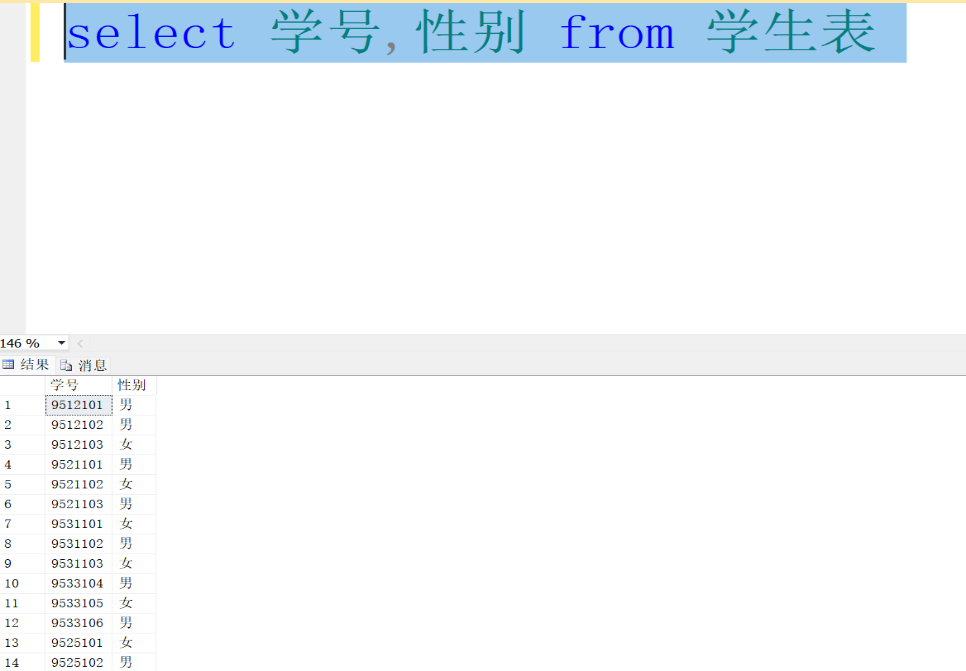 select 学号,性别 from 学生表
146 %
结果 消息
学号 性别
1 9512101 男
2 9512102 男
3 9512103 女
4 9521101 男
5 9521102 女
6 9521103 男
7 9531101 女
8 9531102 男
9 9531103 女
10 9533104 男
11 9533105 女
12 9533106 男
13 9525101 女
14 9525102 男